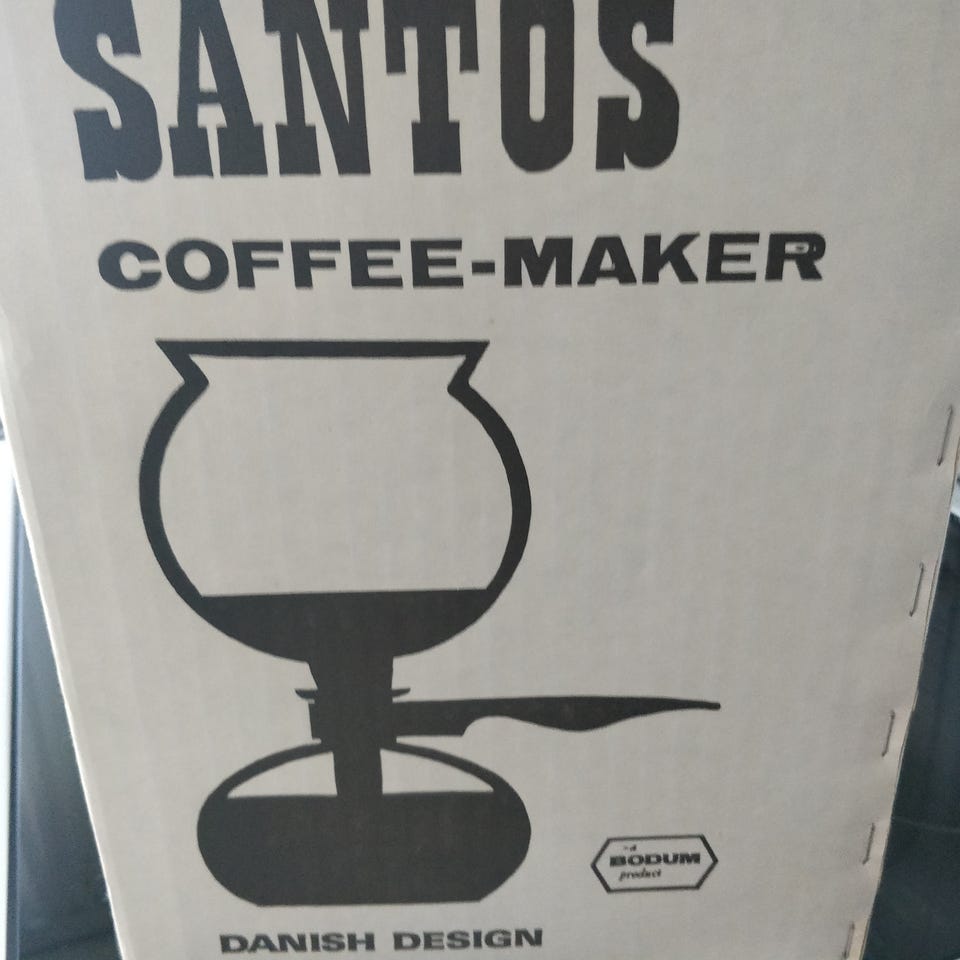 SANTOS
COFFEE-MAKER
a
BODUM
product
DANISH DESIGN